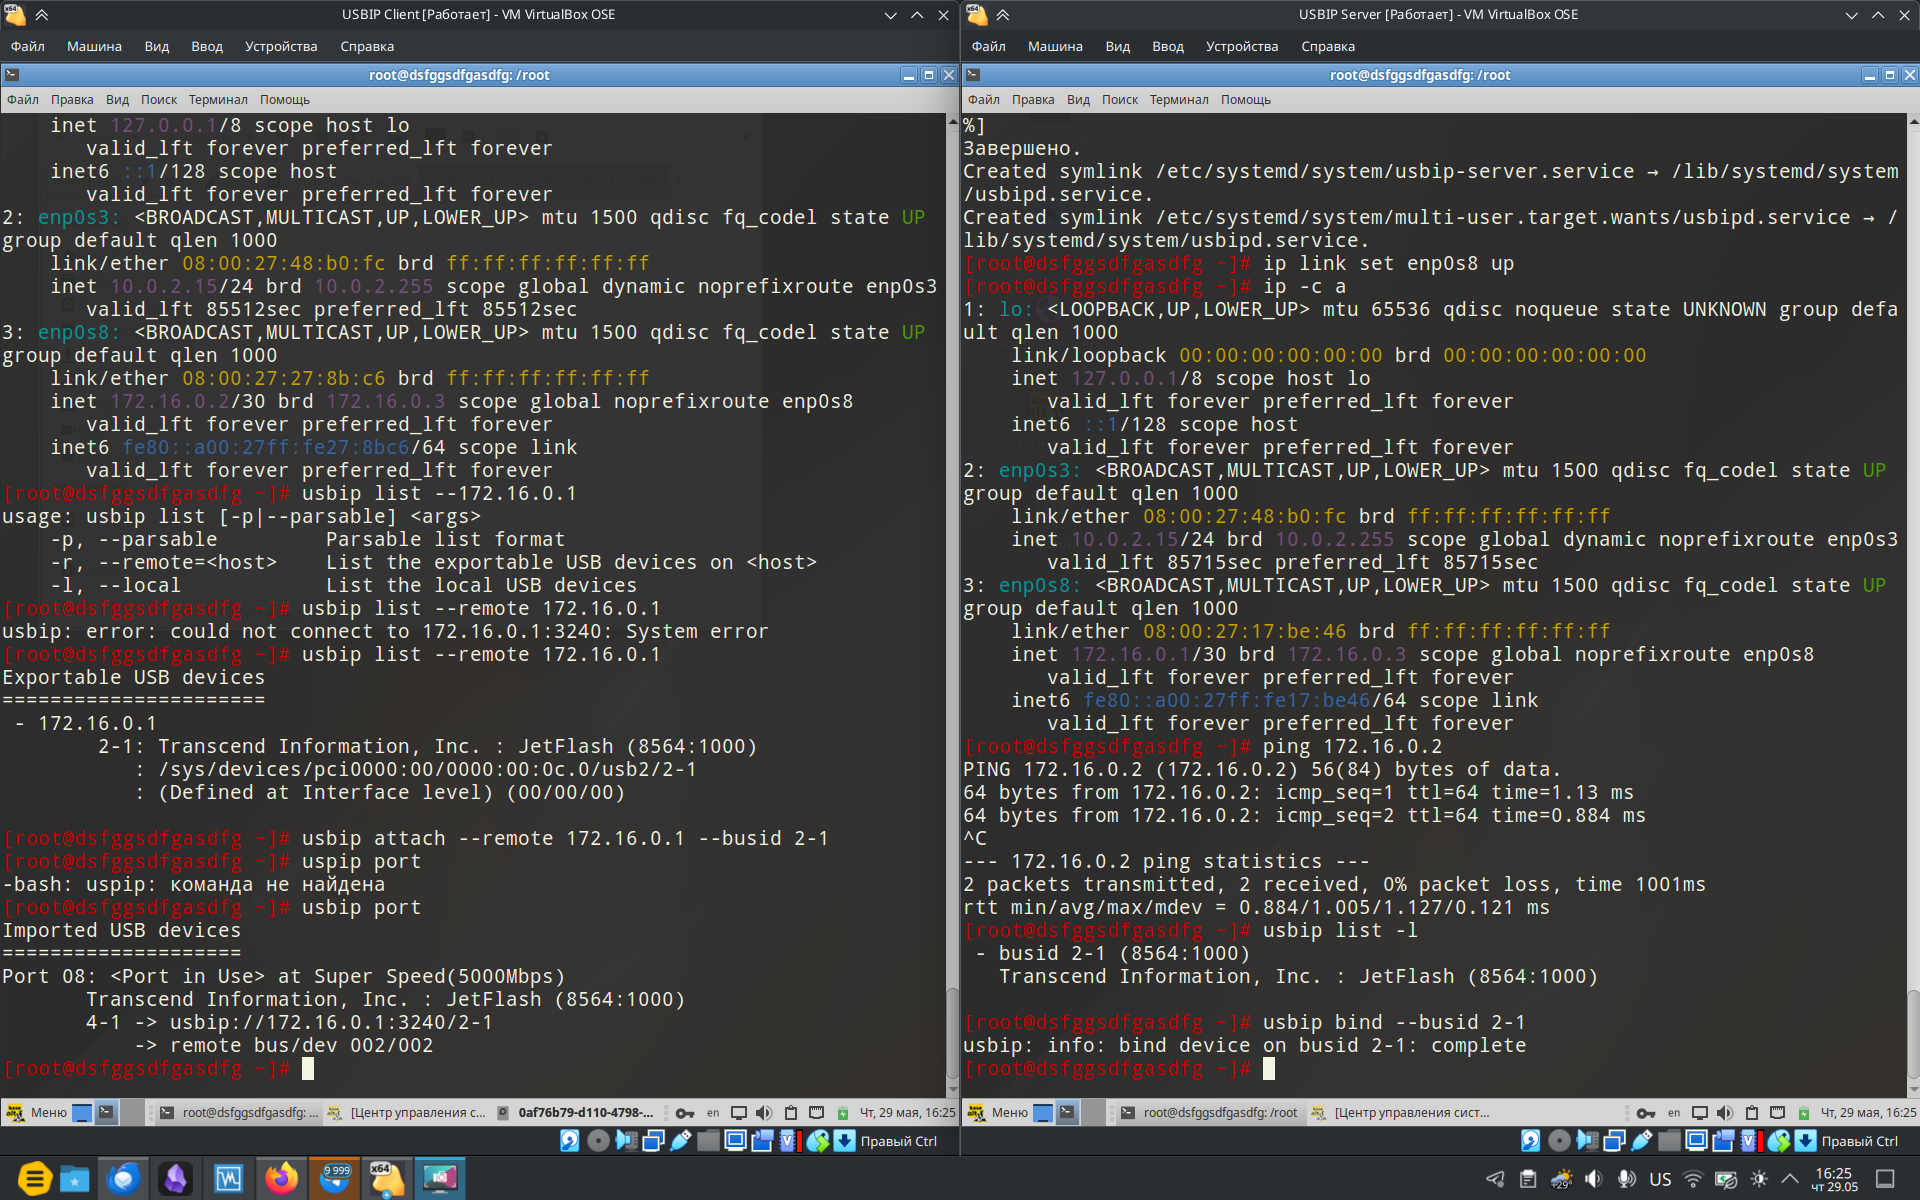 USBIP Client [Работает] - VM VirtualBox OSE
Файл Машина Вид Ввод Устройства Справка
root@dsfggsdfgasdfg: /root
Файл Правка Вид Поиск Терминал Помощь
    inet 127.0.0.1/8 scope host lo
       valid_lft forever preferred_lft forever
    inet6 ::1/128 scope host
       valid_lft forever preferred_lft forever
2: enp0s3: <BROADCAST,MULTICAST,UP,LOWER_UP> mtu 1500 qdisc fq_codel state UP
group default qlen 1000
    link/ether 08:00:27:48:b0:fc brd ff:ff:ff:ff:ff:ff
    inet 10.0.2.15/24 brd 10.0.2.255 scope global dynamic noprefixroute enp0s3
       valid_lft 85512sec preferred_lft 85512sec
3: enp0s8: <BROADCAST,MULTICAST,UP,LOWER_UP> mtu 1500 qdisc fq_codel state UP
group default qlen 1000
    link/ether 08:00:27:27:8b:c6 brd ff:ff:ff:ff:ff:ff
    inet 172.16.0.2/30 brd 172.16.0.3 scope global noprefixroute enp0s8
       valid_lft forever preferred_lft forever
    inet6 fe80::a00:27ff:fe27:8bc6/64 scope link
       valid_lft forever preferred_lft forever
[root@dsfggsdfgasdfg ~]# usbip list --172.16.0.1
usage: usbip list [-p|--parsable] <args>
    -p, --parsable         Parsable list format
    -r, --remote=<host>    List the exportable USB devices on <host>
    -l, --local            List the local USB devices
[root@dsfggsdfgasdfg ~]# usbip list --remote 172.16.0.1
usbip: error: could not connect to 172.16.0.1:3240: System error
[root@dsfggsdfgasdfg ~]# usbip list --remote 172.16.0.1
Exportable USB devices
======================
 - 172.16.0.1
        2-1: Transcend Information, Inc. : JetFlash (8564:1000)
           : /sys/devices/pci0000:00/0000:00:0c.0/usb2/2-1
           : (Defined at Interface level) (00/00/00)
[root@dsfggsdfgasdfg ~]# usbip attach --remote 172.16.0.1 --busid 2-1
[root@dsfggsdfgasdfg ~]# uspip port
-bash: uspip: команда не найдена
[root@dsfggsdfgasdfg ~]# usbip port
Imported USB devices
====================
Port 08: <Port in Use> at Super Speed(5000Mbps)
       Transcend Information, Inc. : JetFlash (8564:1000)
       4-1 -> usbip://172.16.0.1:3240/2-1
           -> remote bus/dev 002/002
[root@dsfggsdfgasdfg ~]#
Меню root@dsfggsdfgasdfg: ... [Центр управления с... 0af76b79-d110-4798-... en Чт, 29 мая, 16:25
Правый Ctrl
USBIP Server [Работает] - VM VirtualBox OSE
Файл Машина Вид Ввод Устройства Справка
root@dsfggsdfgasdfg: /root
Файл Правка Вид Поиск Терминал Помощь
%]
Завершено.
Created symlink /etc/systemd/system/usbip-server.service → /lib/systemd/system
/usbipd.service.
Created symlink /etc/systemd/system/multi-user.target.wants/usbipd.service → /
lib/systemd/system/usbipd.service.
[root@dsfggsdfgasdfg ~]# ip link set enp0s8 up
[root@dsfggsdfgasdfg ~]# ip -c a
1: lo: <LOOPBACK,UP,LOWER_UP> mtu 65536 qdisc noqueue state UNKNOWN group defa
ult qlen 1000
    link/loopback 00:00:00:00:00:00 brd 00:00:00:00:00:00
    inet 127.0.0.1/8 scope host lo
       valid_lft forever preferred_lft forever
    inet6 ::1/128 scope host
       valid_lft forever preferred_lft forever
2: enp0s3: <BROADCAST,MULTICAST,UP,LOWER_UP> mtu 1500 qdisc fq_codel state UP
group default qlen 1000
    link/ether 08:00:27:48:b0:fc brd ff:ff:ff:ff:ff:ff
    inet 10.0.2.15/24 brd 10.0.2.255 scope global dynamic noprefixroute enp0s3
       valid_lft 85715sec preferred_lft 85715sec
3: enp0s8: <BROADCAST,MULTICAST,UP,LOWER_UP> mtu 1500 qdisc fq_codel state UP
group default qlen 1000
    link/ether 08:00:27:17:be:46 brd ff:ff:ff:ff:ff:ff
    inet 172.16.0.1/30 brd 172.16.0.3 scope global noprefixroute enp0s8
       valid_lft forever preferred_lft forever
    inet6 fe80::a00:27ff:fe17:be46/64 scope link
       valid_lft forever preferred_lft forever
[root@dsfggsdfgasdfg ~]# ping 172.16.0.2
PING 172.16.0.2 (172.16.0.2) 56(84) bytes of data.
64 bytes from 172.16.0.2: icmp_seq=1 ttl=64 time=1.13 ms
64 bytes from 172.16.0.2: icmp_seq=2 ttl=64 time=0.884 ms
^C
--- 172.16.0.2 ping statistics ---
2 packets transmitted, 2 received, 0% packet loss, time 1001ms
rtt min/avg/max/mdev = 0.884/1.005/1.127/0.121 ms
[root@dsfggsdfgasdfg ~]# usbip list -l
 - busid 2-1 (8564:1000)
   Transcend Information, Inc. : JetFlash (8564:1000)
[root@dsfggsdfgasdfg ~]# usbip bind --busid 2-1
usbip: info: bind device on busid 2-1: complete
[root@dsfggsdfgasdfg ~]#
Меню root@dsfggsdfgasdfg: /root [Центр управления сист... en Чт, 29 мая, 16:25
Правый Ctrl
9 999
x64
+29°
US
16:25
чт 29.05